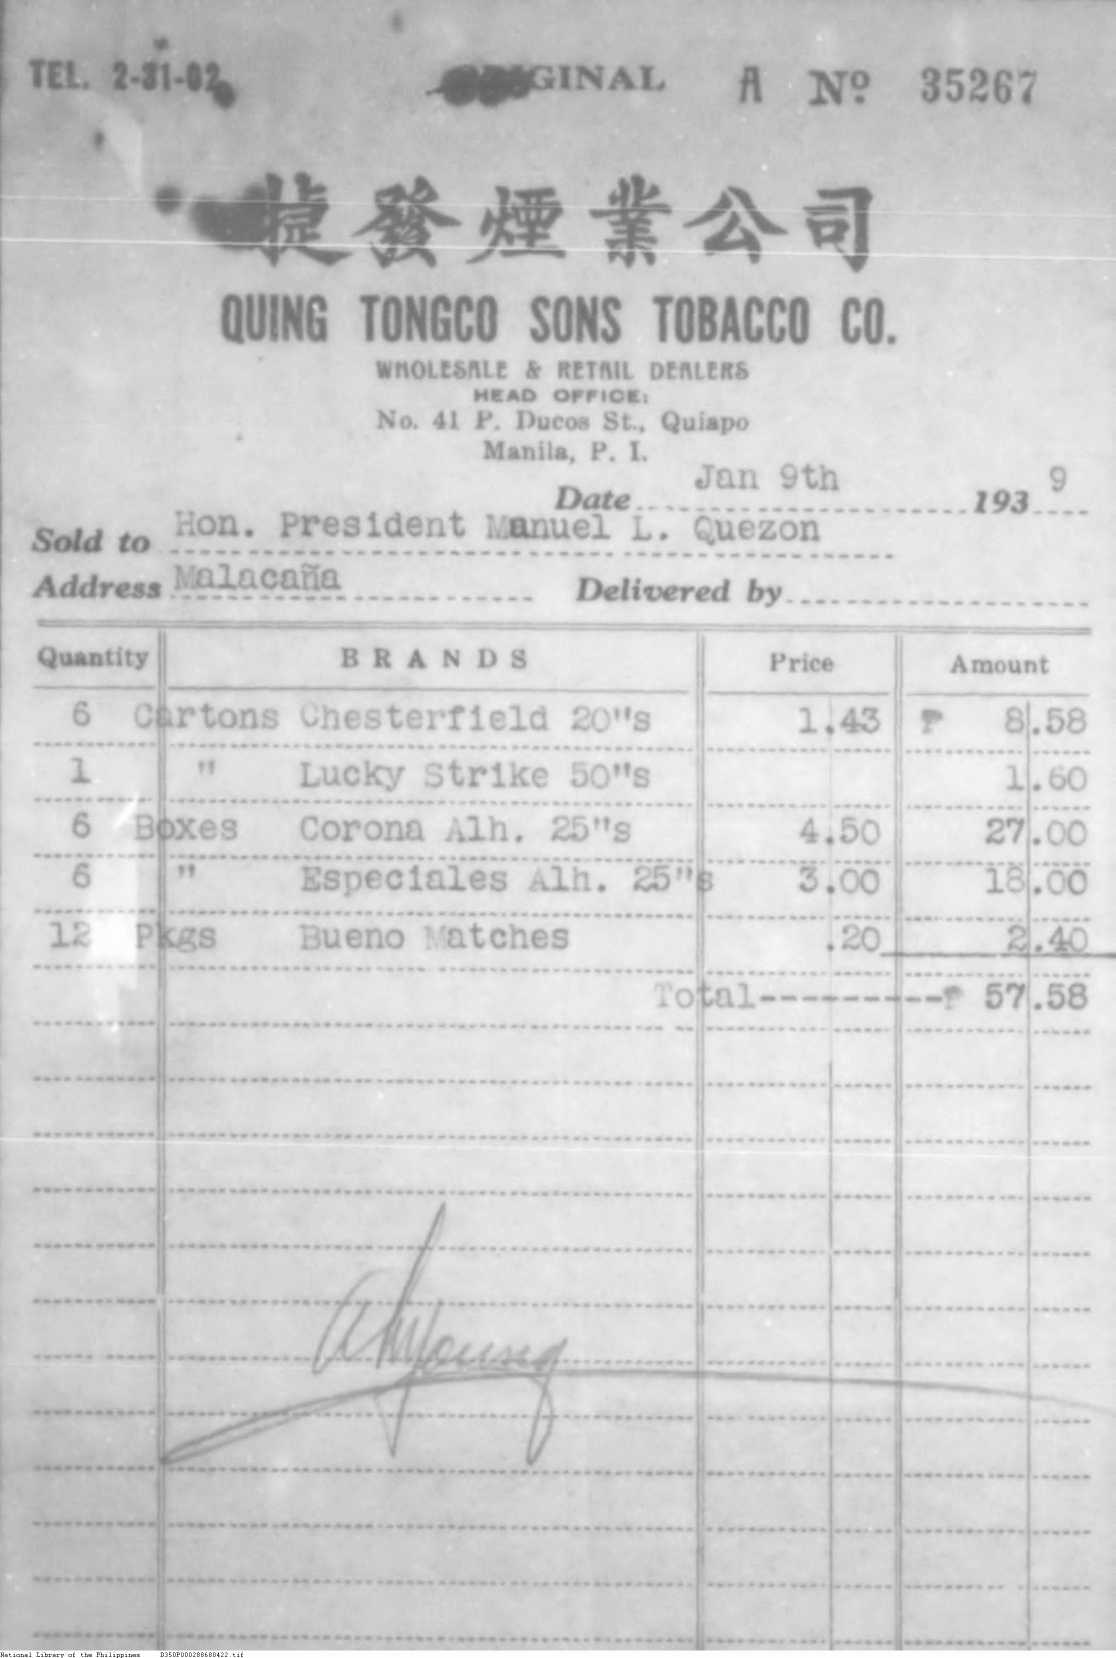 TEL. 2-31-02 ORIGINAL A Nº 35267
捷發煙業公司
QUING TONGCO SONS TOBACCO CO.
WHOLESALE & RETAIL DEALERS
HEAD OFFICE:
No. 41 P. Ducos St., Quiapo
Manila, P. I.
Date Jan 9th 1939
Sold to Hon. President Manuel L. Quezon
Address Malacaña Delivered by
Quantity BRANDS Price Amount
6 Cartons Chesterfield 20"s 1.43 ₱ 8.58
1 " Lucky Strike 50"s 1.60
6 Boxes Corona Alh. 25"s 4.50 27.00
6 " Especiales Alh. 25"s 3.00 18.00
12 Pkgs Bueno Matches .20 2.40
Total----------₱ 57.58
National Library of the Philippines D350P000288680422.tif